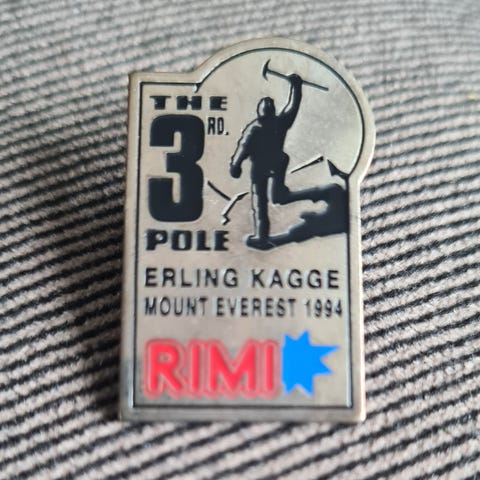 THE
3RD.
POLE
ERLING KAGGE
MOUNT EVEREST 1994
RIMI